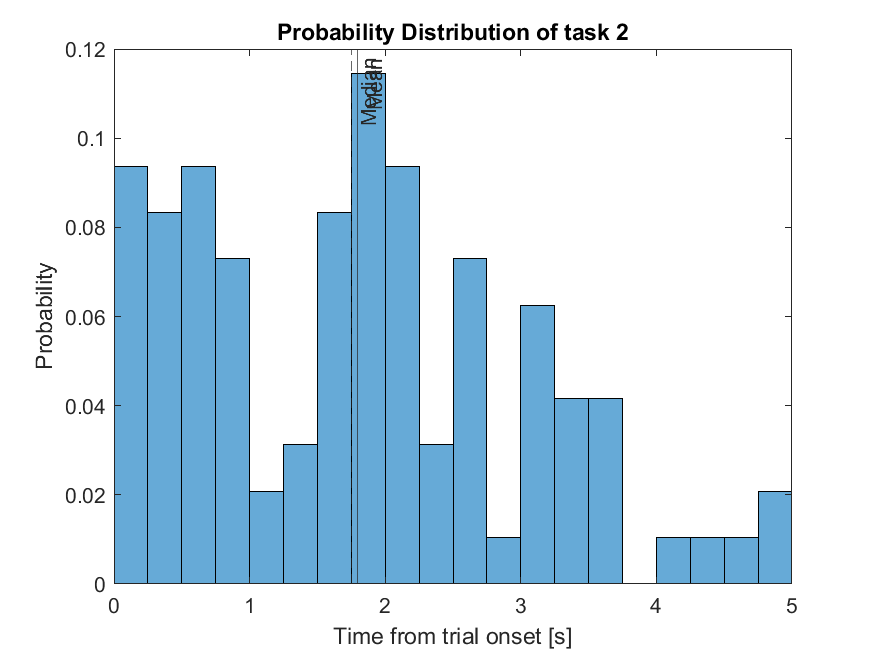 Probability Distribution of task 2
0.12
0.1
0.08
0.06
0.04
0.02
0
Probability
Median
Mean
0 1 2 3 4 5
Time from trial onset [s]